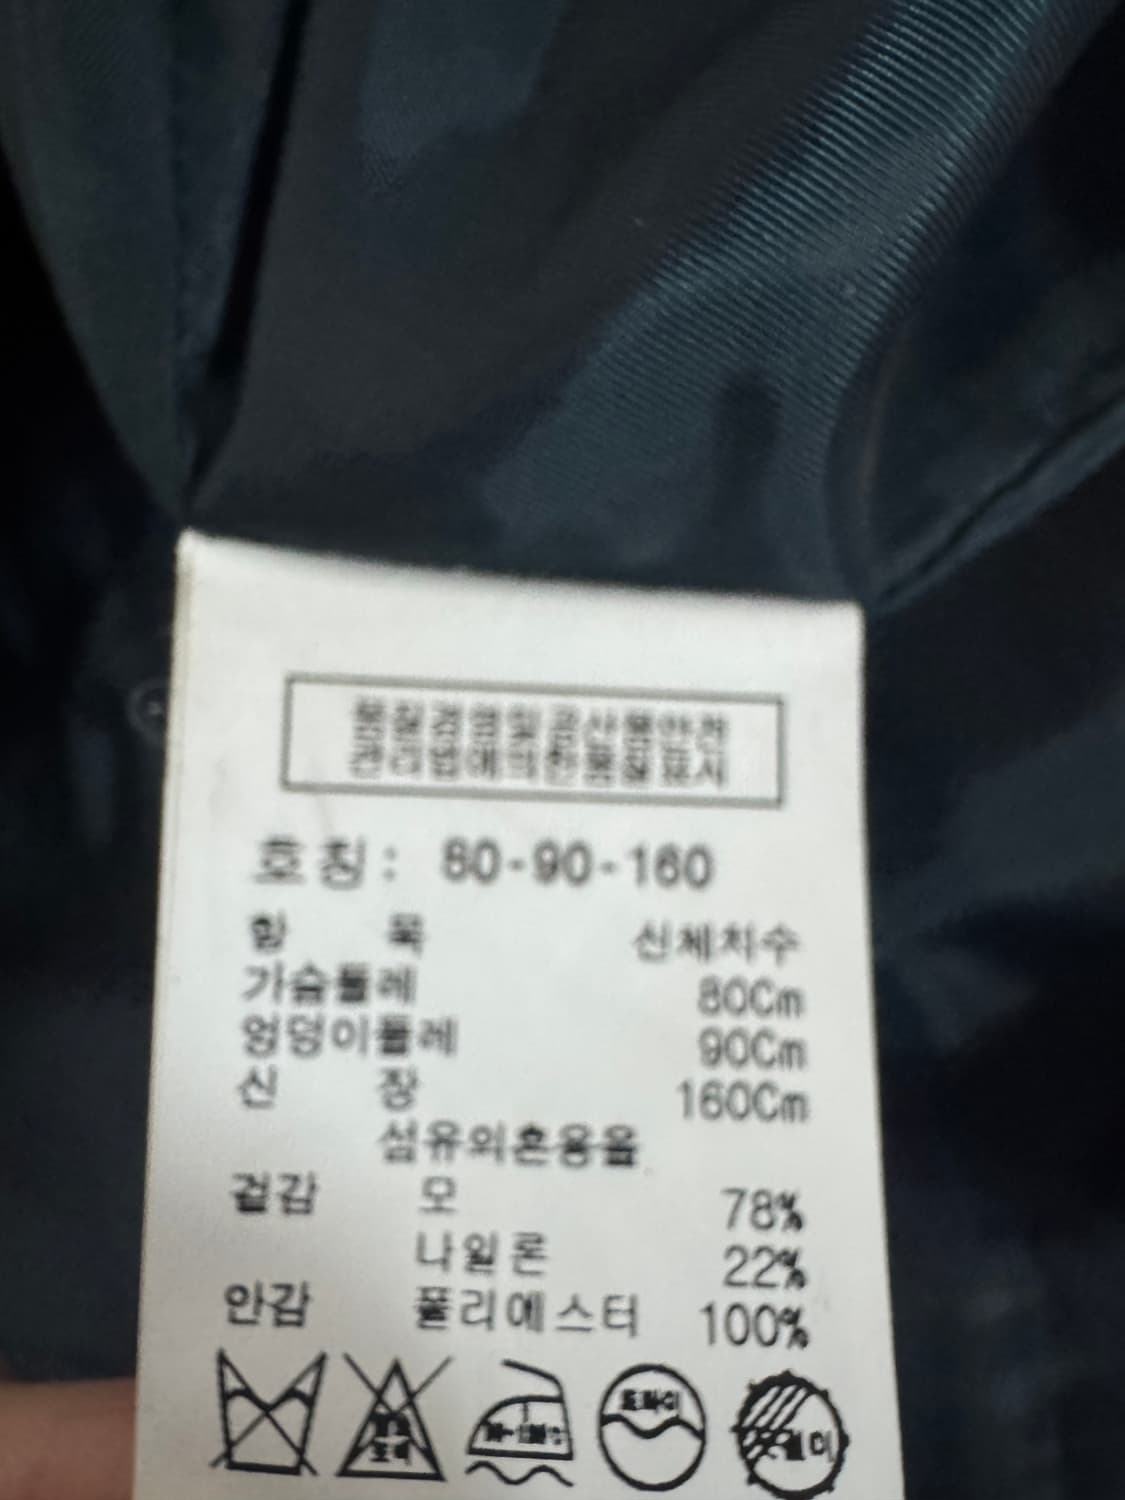 품질경영및공산품안전
관리법에의한품질표시
호칭: 80-90-160
항 목 신체치수
가슴둘레 80Cm
엉덩이둘레 90Cm
신 장 160Cm
섬유의혼용율
겉감 모 78%
나일론 22%
안감 폴리에스터 100%
드라이